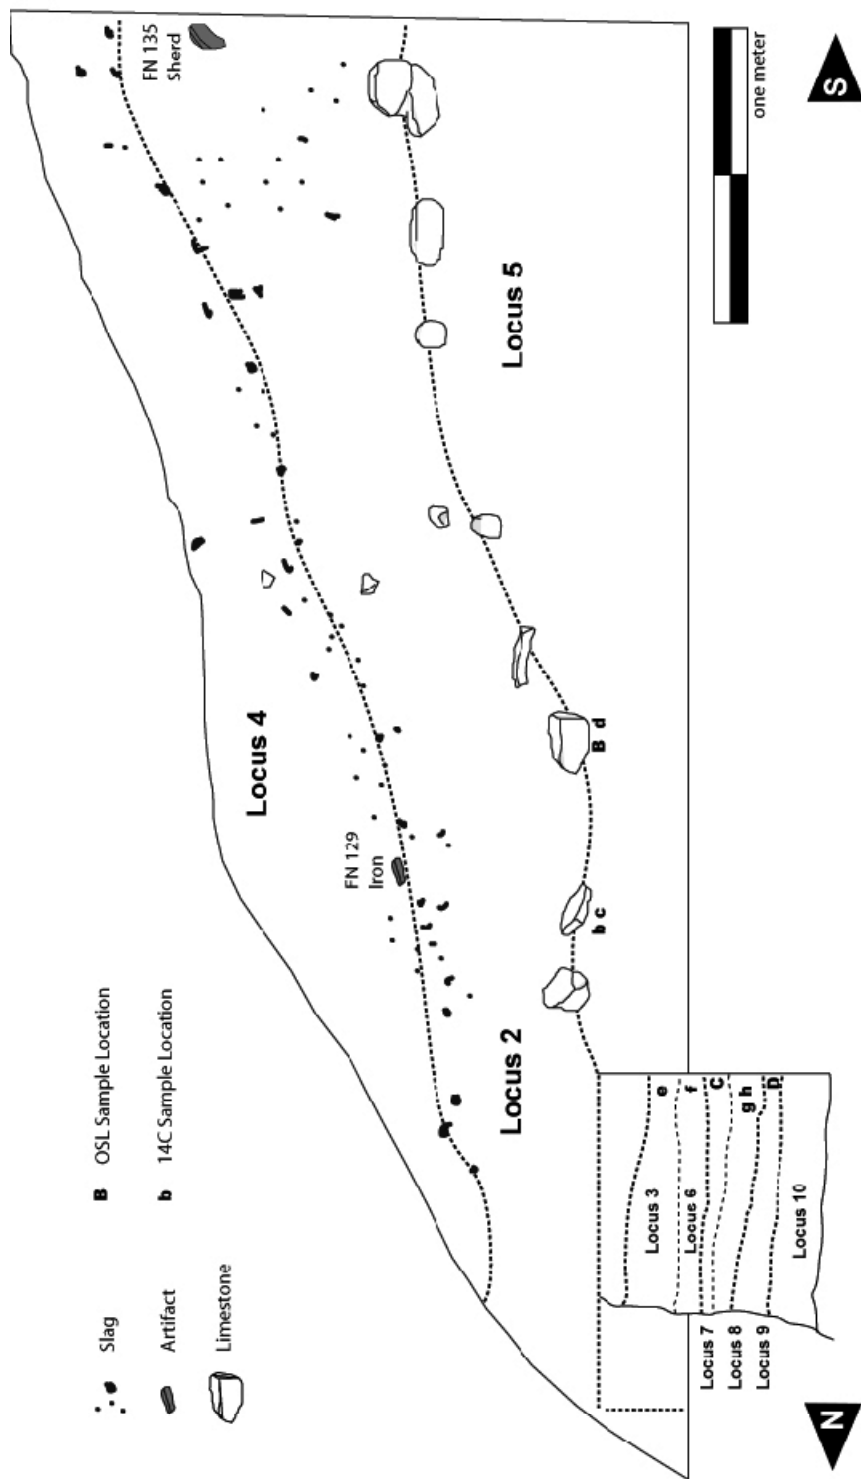 Slag
Artifact
Limestone
B OSL Sample Location
b 14C Sample Location
FN 129
Iron
FN 135
Sherd
Locus 4
Locus 2
Locus 5
B d
b c
Locus 3
e
Locus 6
f
C
g h
D
Locus 7
Locus 8
Locus 9
Locus 10
one meter
N
S